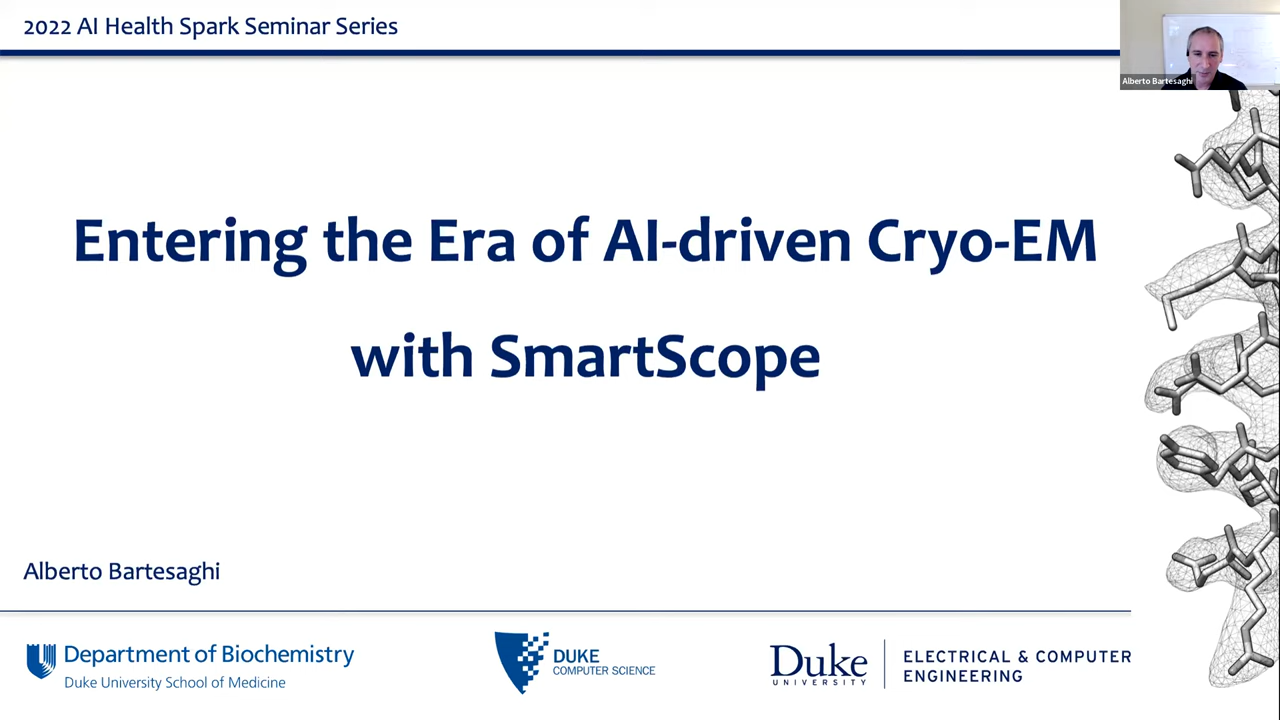 2022 AI Health Spark Seminar Series
Alberto Bartesaghi
Entering the Era of AI-driven Cryo-EM
with SmartScope
Alberto Bartesaghi
Department of Biochemistry
Duke University School of Medicine
DUKE
COMPUTER SCIENCE
Duke
UNIVERSITY
ELECTRICAL & COMPUTER
ENGINEERING